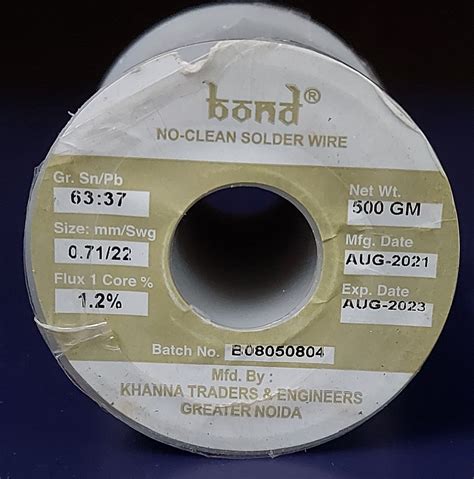 bond®
NO-CLEAN SOLDER WIRE
Gr. Sn/Pb
63:37
Size: mm/Swg
0.71/22
Flux 1 Core %
1.2%
Net Wt.
500 GM
Mfg. Date
AUG-2021
Exp. Date
AUG-2023
Batch No. B08050804
Mfd. By :
KHANNA TRADERS & ENGINEERS
GREATER NOIDA